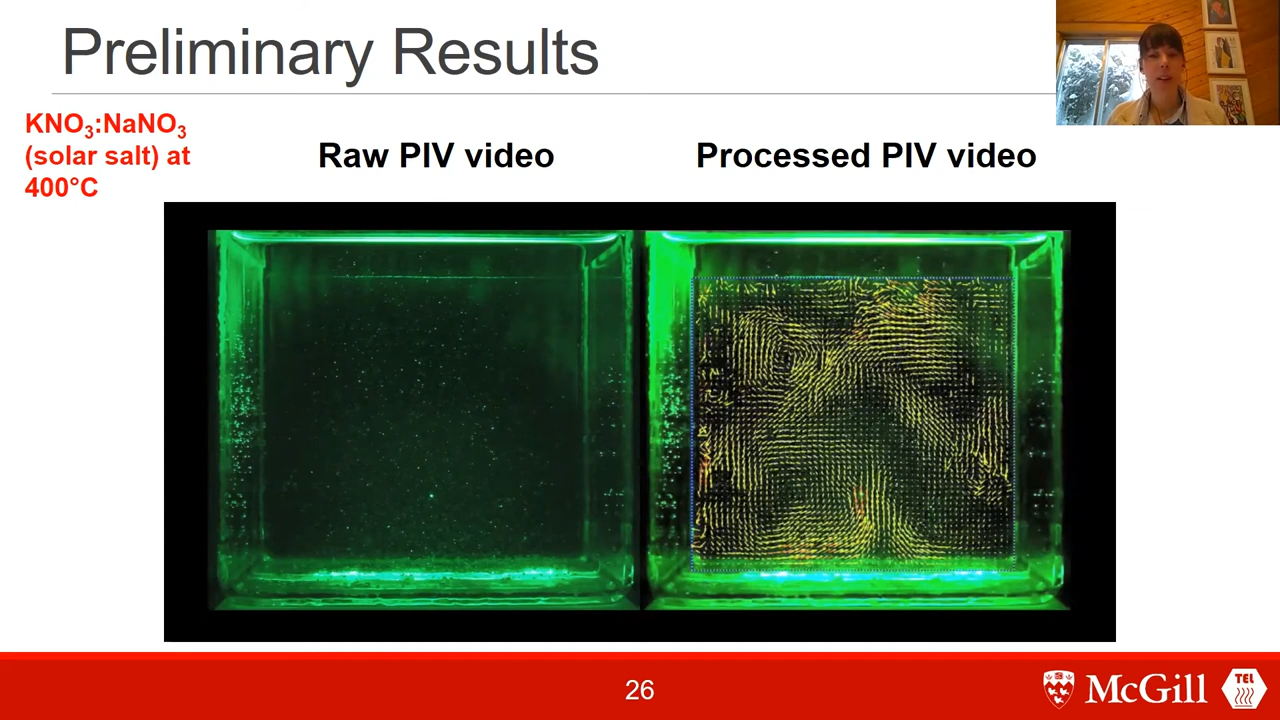 Preliminary Results
KNO₃:NaNO₃
(solar salt) at
400°C
Raw PIV video
Processed PIV video
26
McGill
TEL